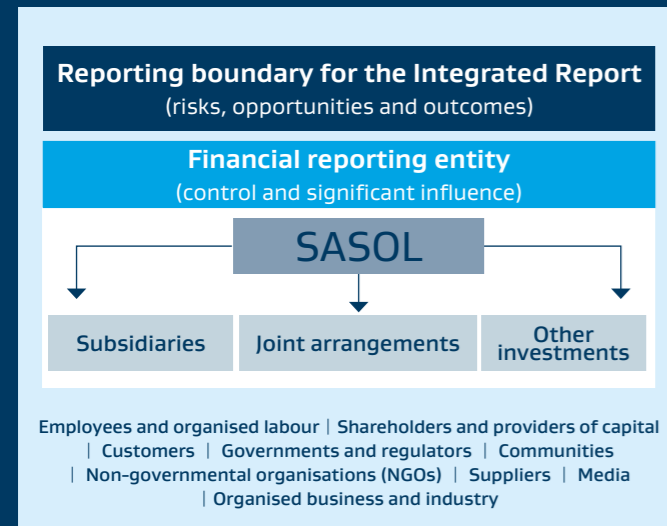 Reporting boundary for the Integrated Report
(risks, opportunities and outcomes)
Financial reporting entity
(control and significant influence)
SASOL
Subsidiaries
Joint arrangements
Other
investments
Employees and organised labour | Shareholders and providers of capital
| Customers | Governments and regulators | Communities
| Non-governmental organisations (NGOs) | Suppliers | Media
| Organised business and industry